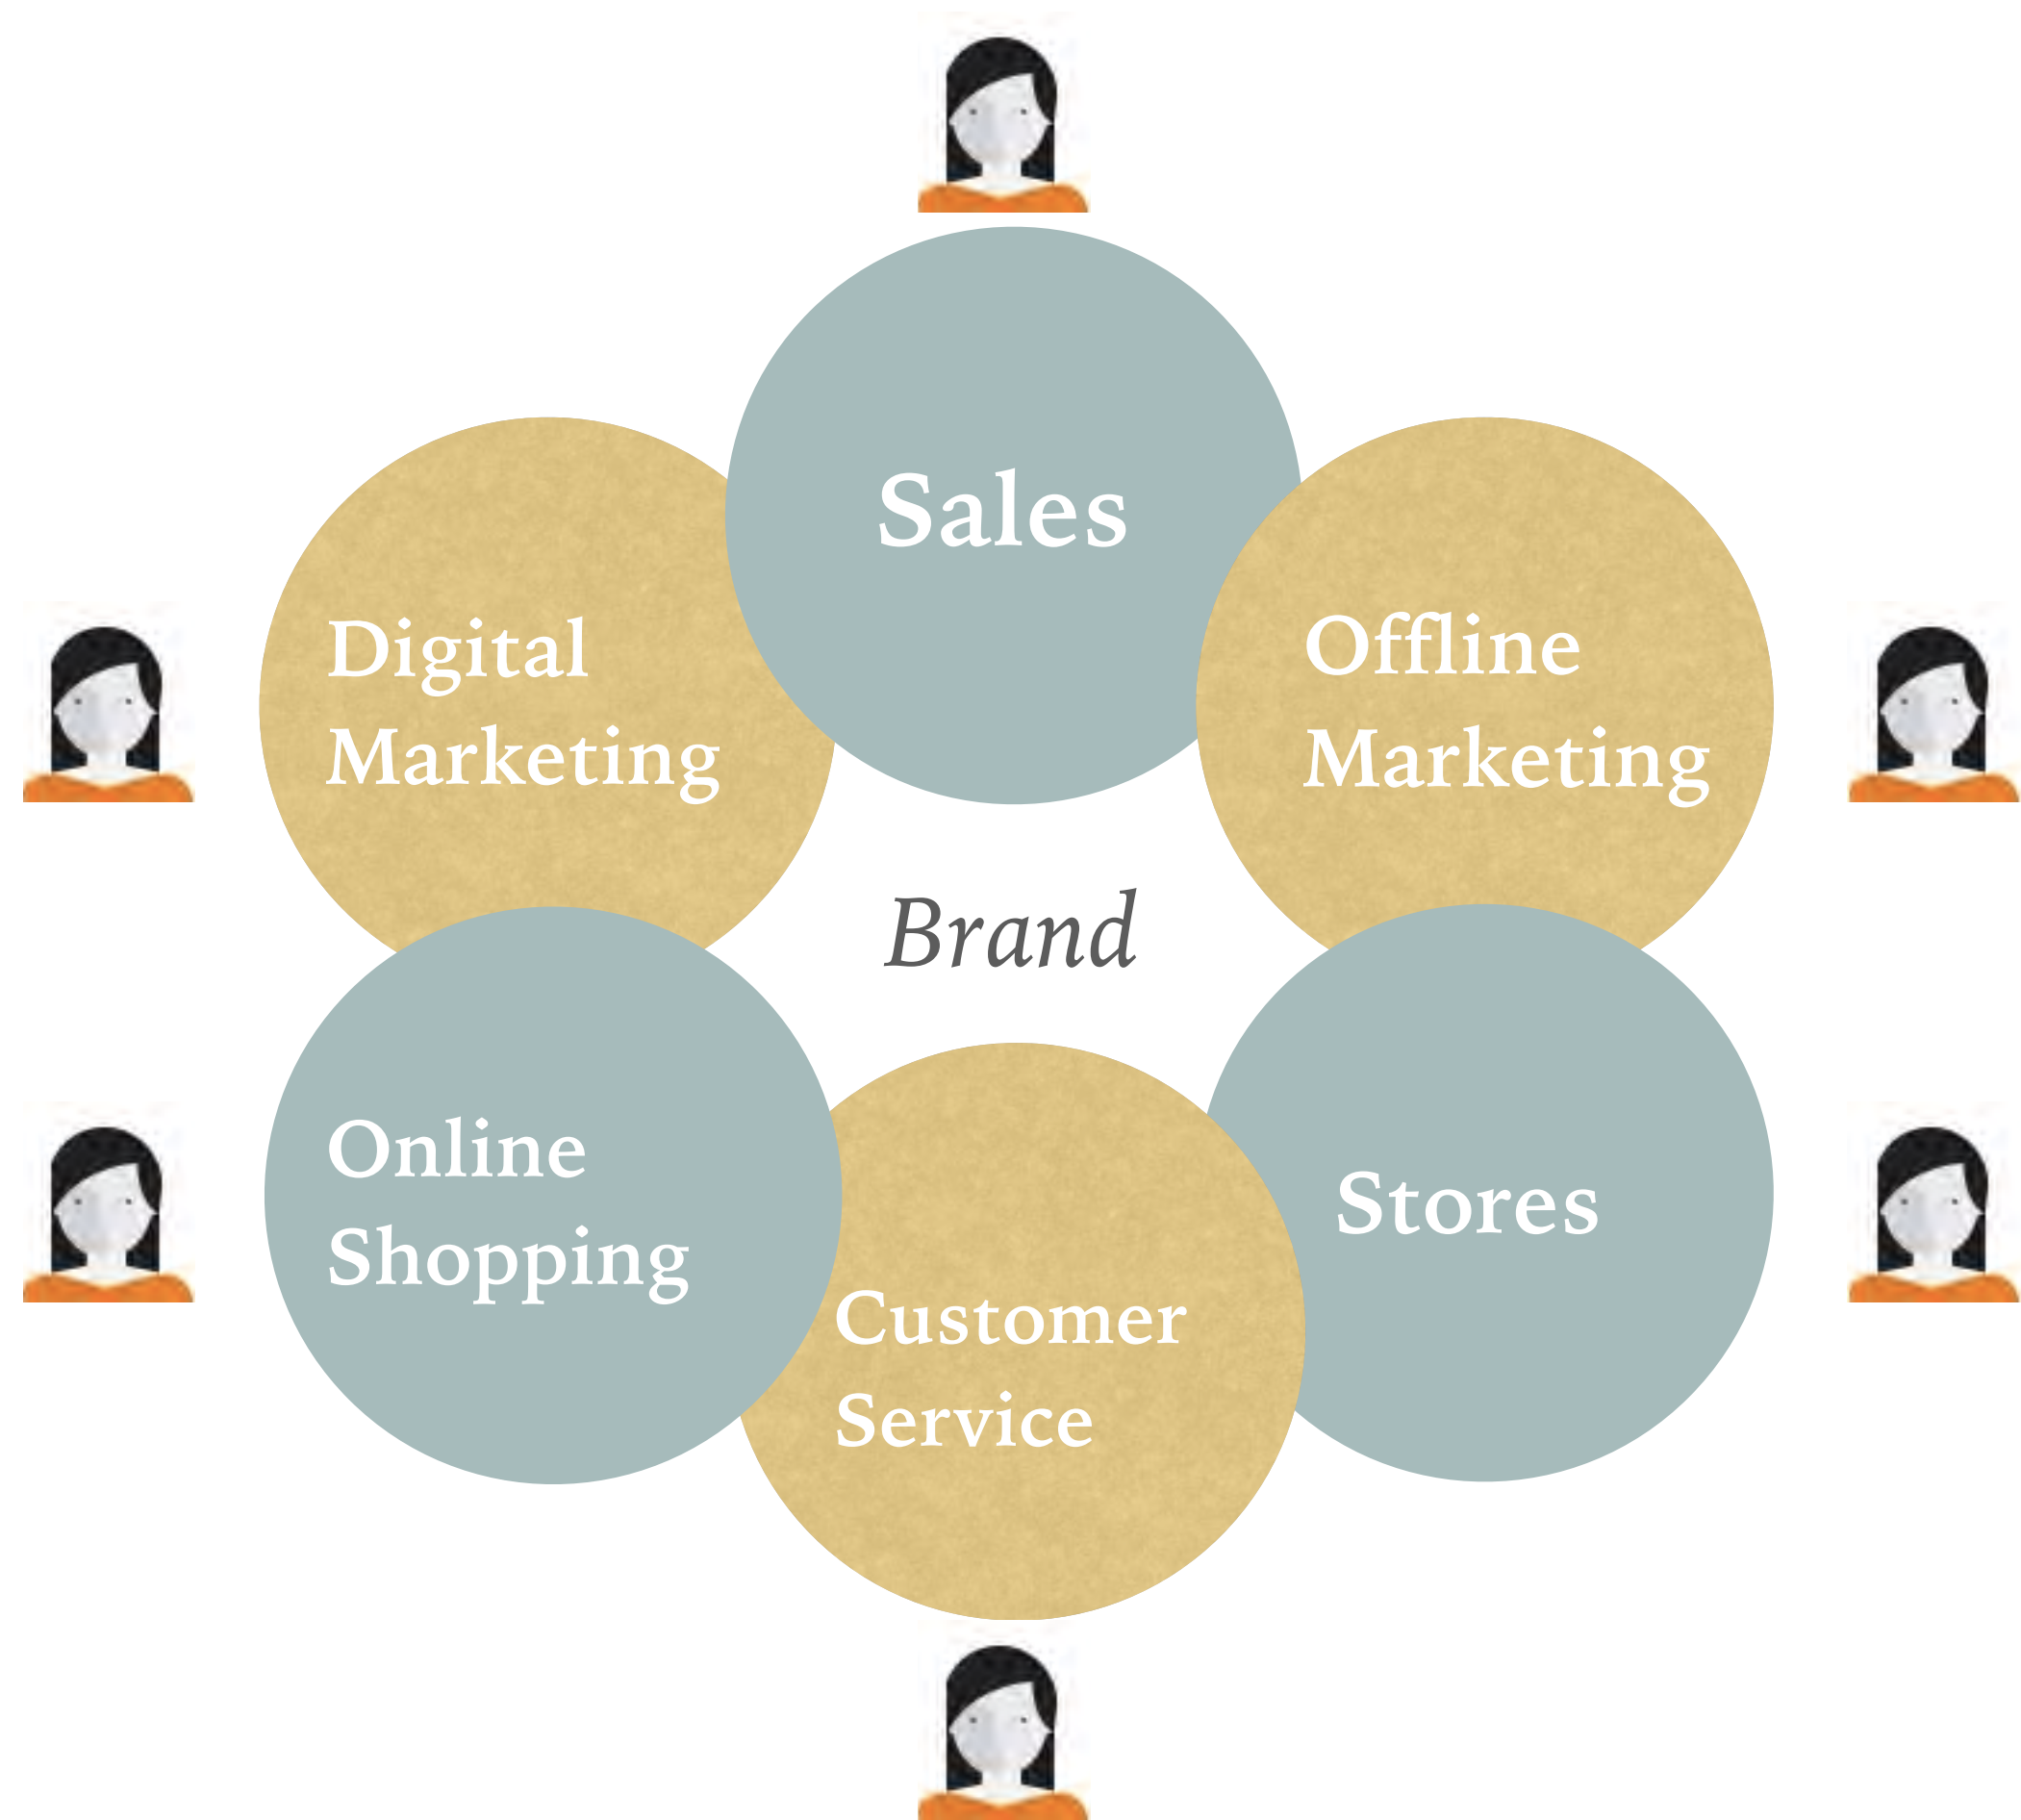 Sales
Digital
Marketing
Offline
Marketing
Brand
Online
Shopping
Stores
Customer
Service